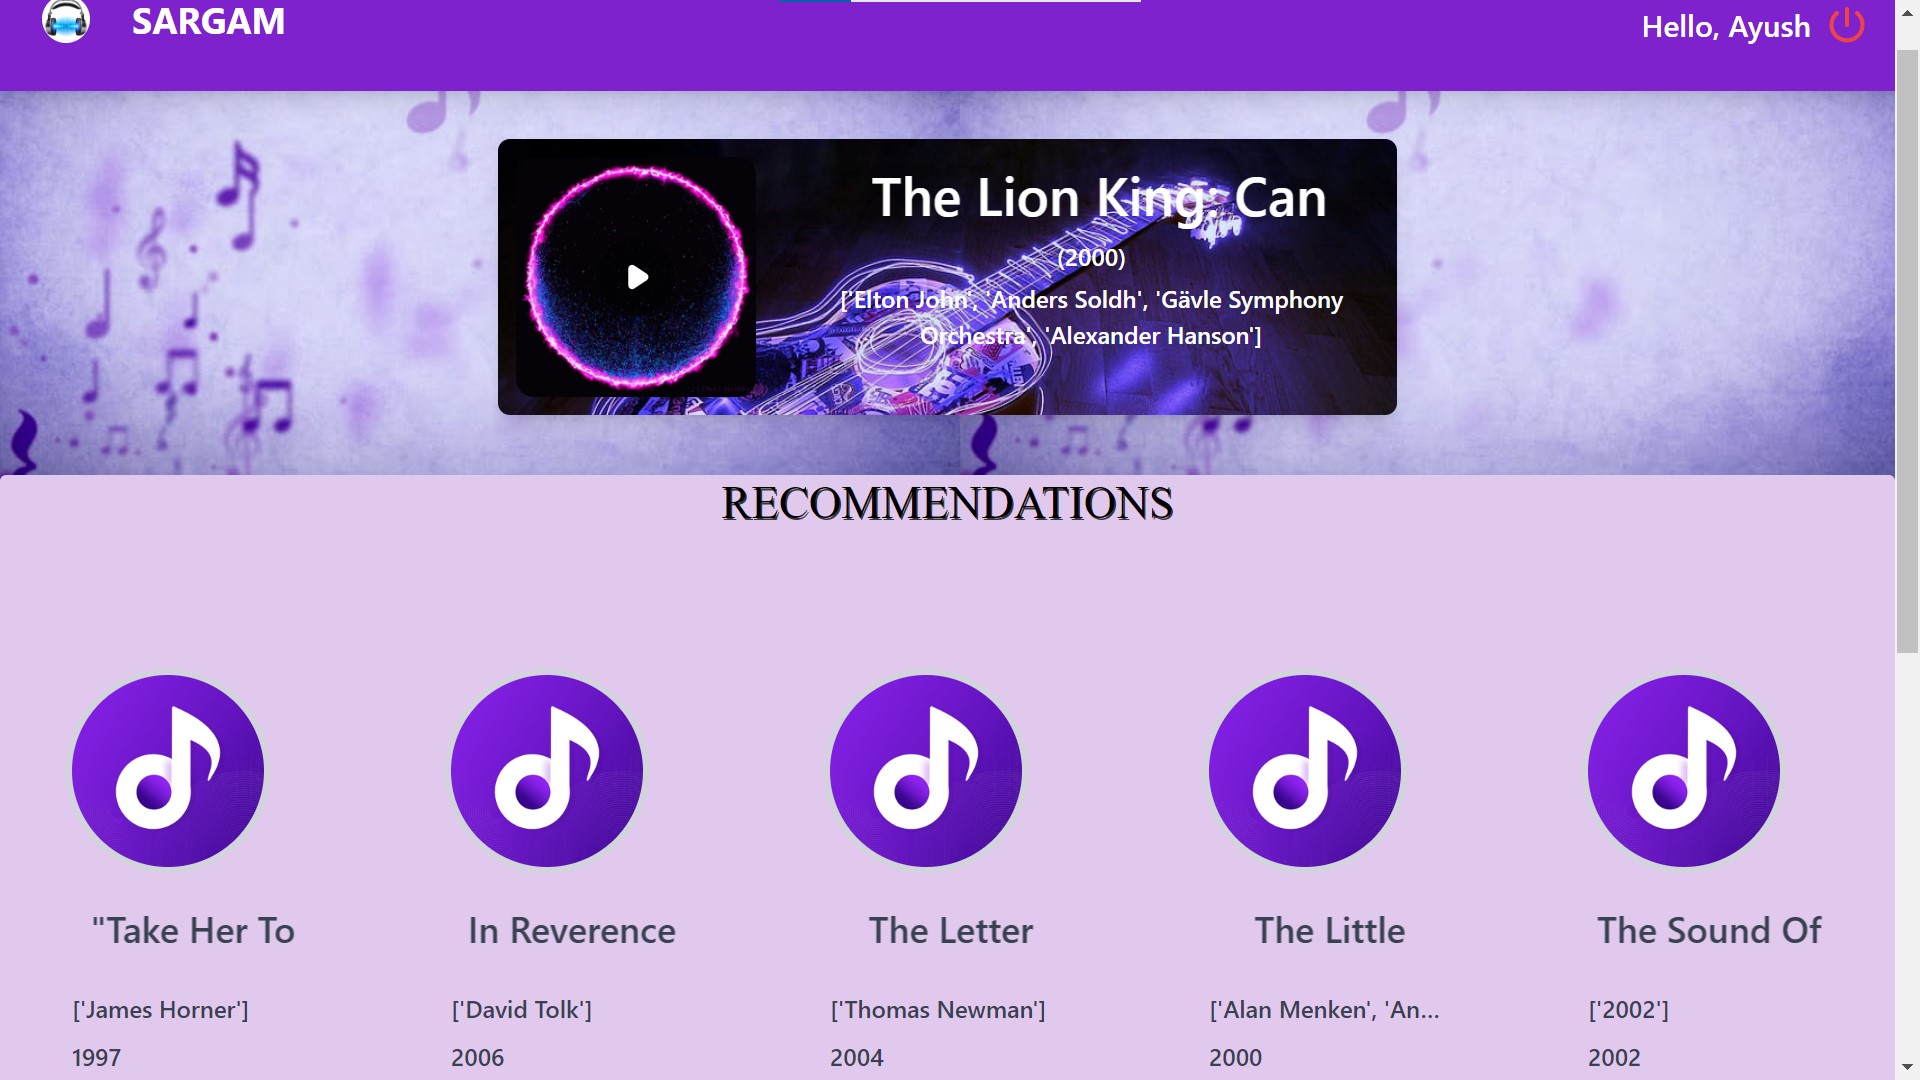 SARGAM
Hello, Ayush
The Lion King: Can
(2000)
['Elton John', 'Anders Soldh', 'Gävle Symphony
Orchestra', 'Alexander Hanson']
RECOMMENDATIONS
"Take Her To
In Reverence
The Letter
The Little
The Sound Of
['James Horner']
['David Tolk']
['Thomas Newman']
['Alan Menken', 'An...
['2002']
1997
2006
2004
2000
2002